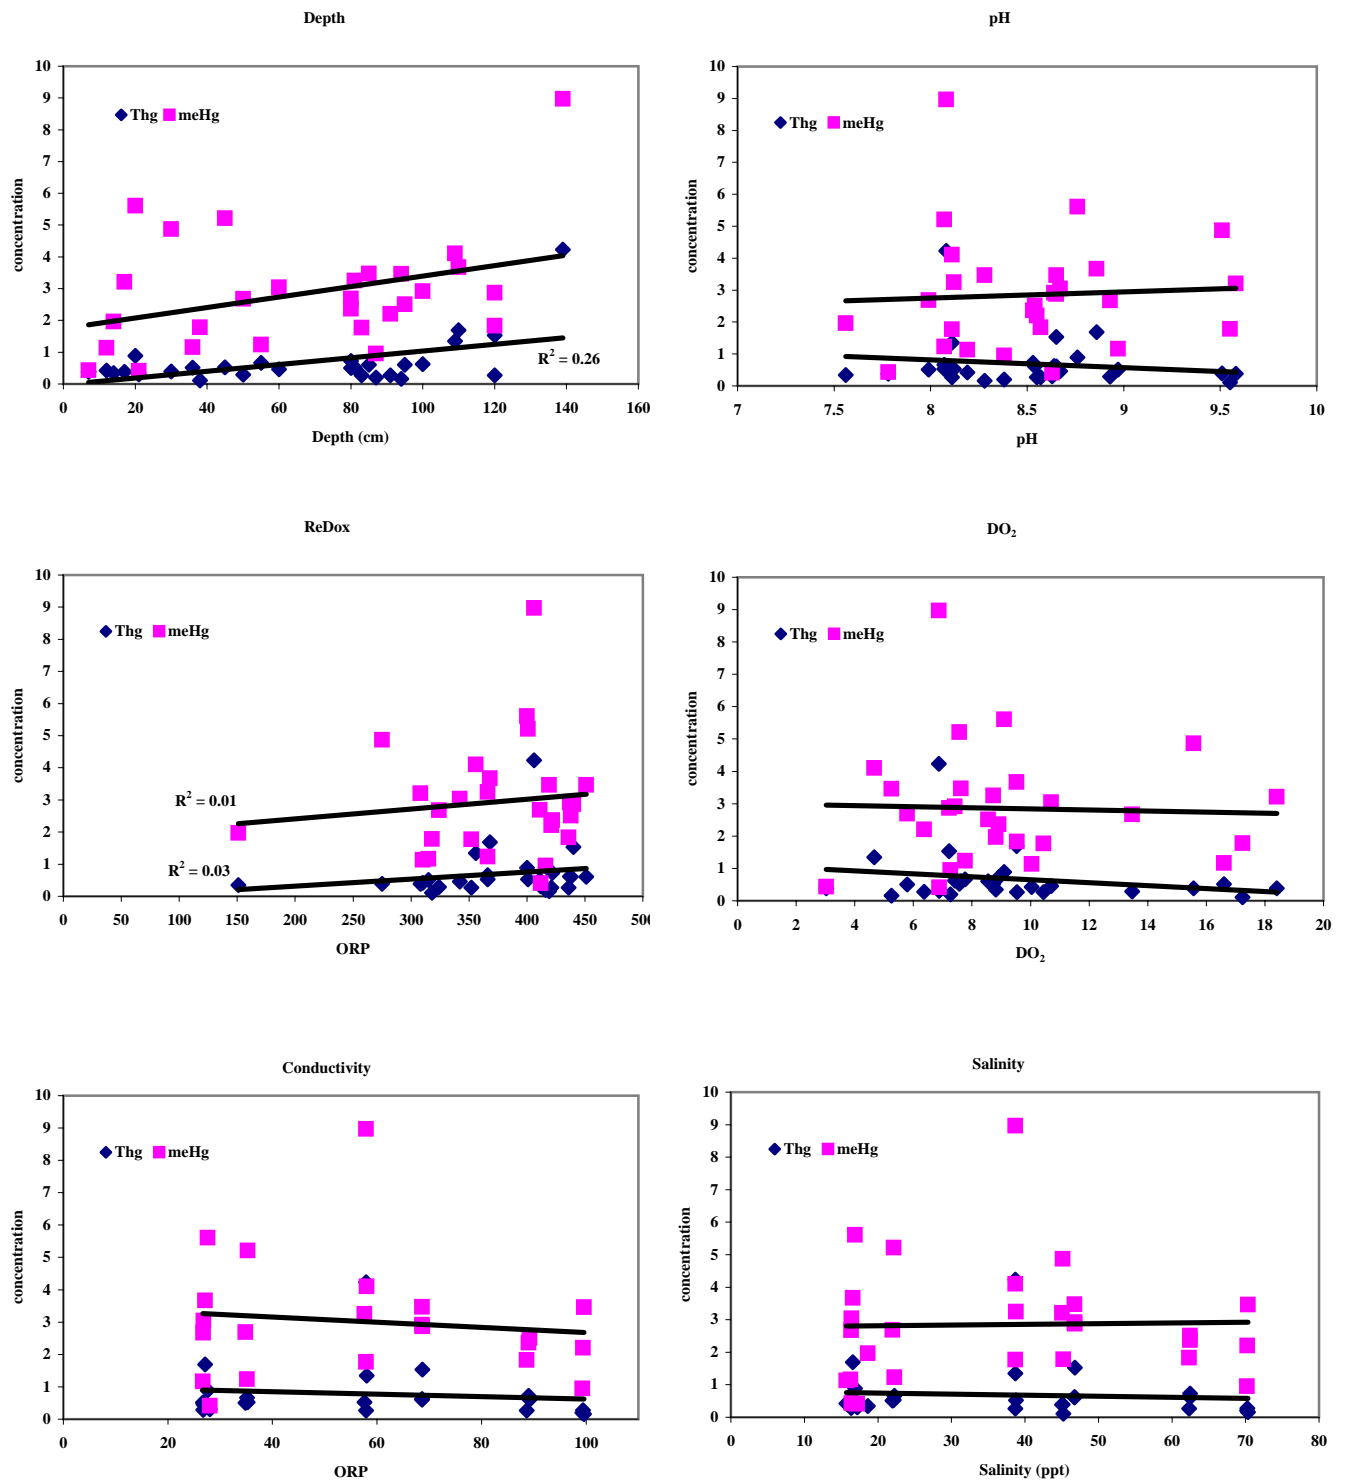 Depth
10
9
8
7
6
5
4
3
2
1
0
concentration
Thg meHg
R² = 0.26
0 20 40 60 80 100 120 140 160
Depth (cm)
pH
10
9
8
7
6
5
4
3
2
1
0
concentration
Thg meHg
7 7.5 8 8.5 9 9.5 10
pH
ReDox
10
9
8
7
6
5
4
3
2
1
0
concentration
Thg meHg
R² = 0.01
R² = 0.03
0 50 100 150 200 250 300 350 400 450 500
ORP
DO₂
10
9
8
7
6
5
4
3
2
1
0
concentration
Thg meHg
0 2 4 6 8 10 12 14 16 18 20
DO₂
Conductivity
10
9
8
7
6
5
4
3
2
1
0
concentration
Thg meHg
0 20 40 60 80 100
ORP
Salinity
10
9
8
7
6
5
4
3
2
1
0
concentration
Thg meHg
0 10 20 30 40 50 60 70 80
Salinity (ppt)